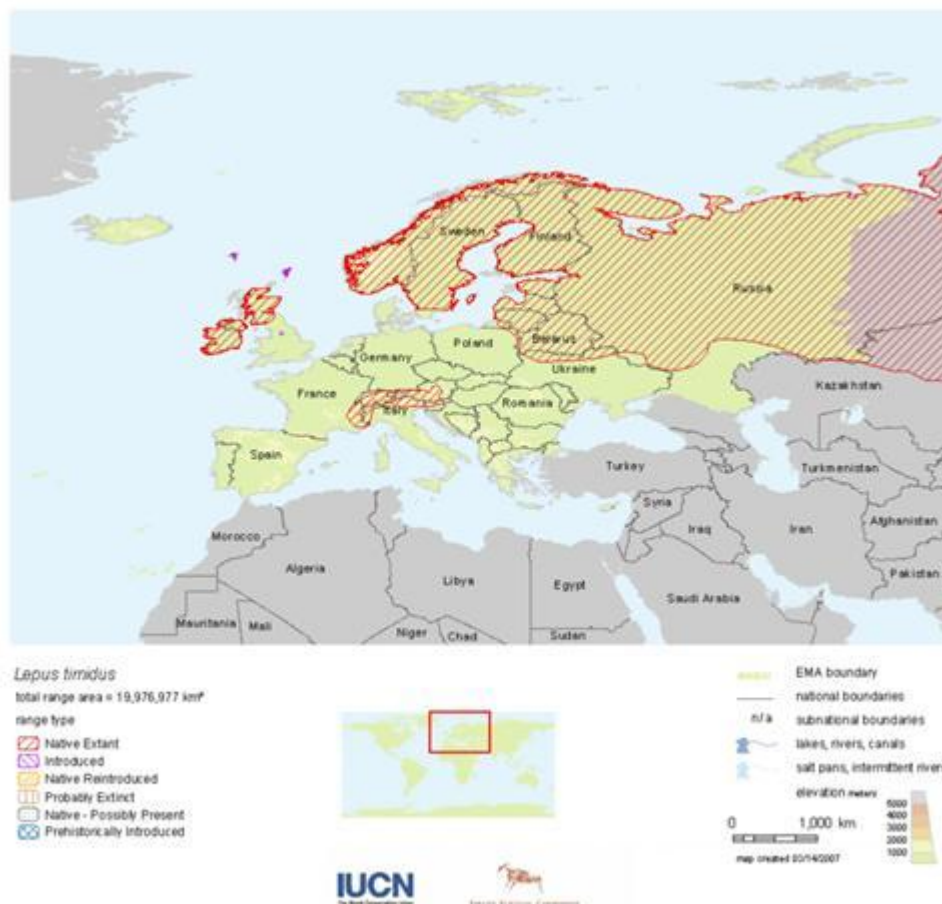 Sweden
Finland
Russia
Belarus
Poland
Germany
Ukraine
Kazakhstan
France
Romania
Italy
Spain
Turkey
Turkmenistan
Syria
Iraq
Iran
Afghanistan
Pakistan
Morocco
Algeria
Libya
Egypt
Saudi Arabia
Mauritania
Mali
Niger
Chad
Sudan
Lepus timidus
total range area = 19,976,977 km²
range type
Native Extant
Introduced
Native Reintroduced
Probably Extinct
Native - Possibly Present
Prehistorically Introduced
EMA boundary
national boundaries
n/a subnational boundaries
lakes, rivers, canals
salt pans, intermittent rivers
elevation meters
5000
4000
3000
2000
1000
0 1,000 km
map created 03/14/2007
IUCN